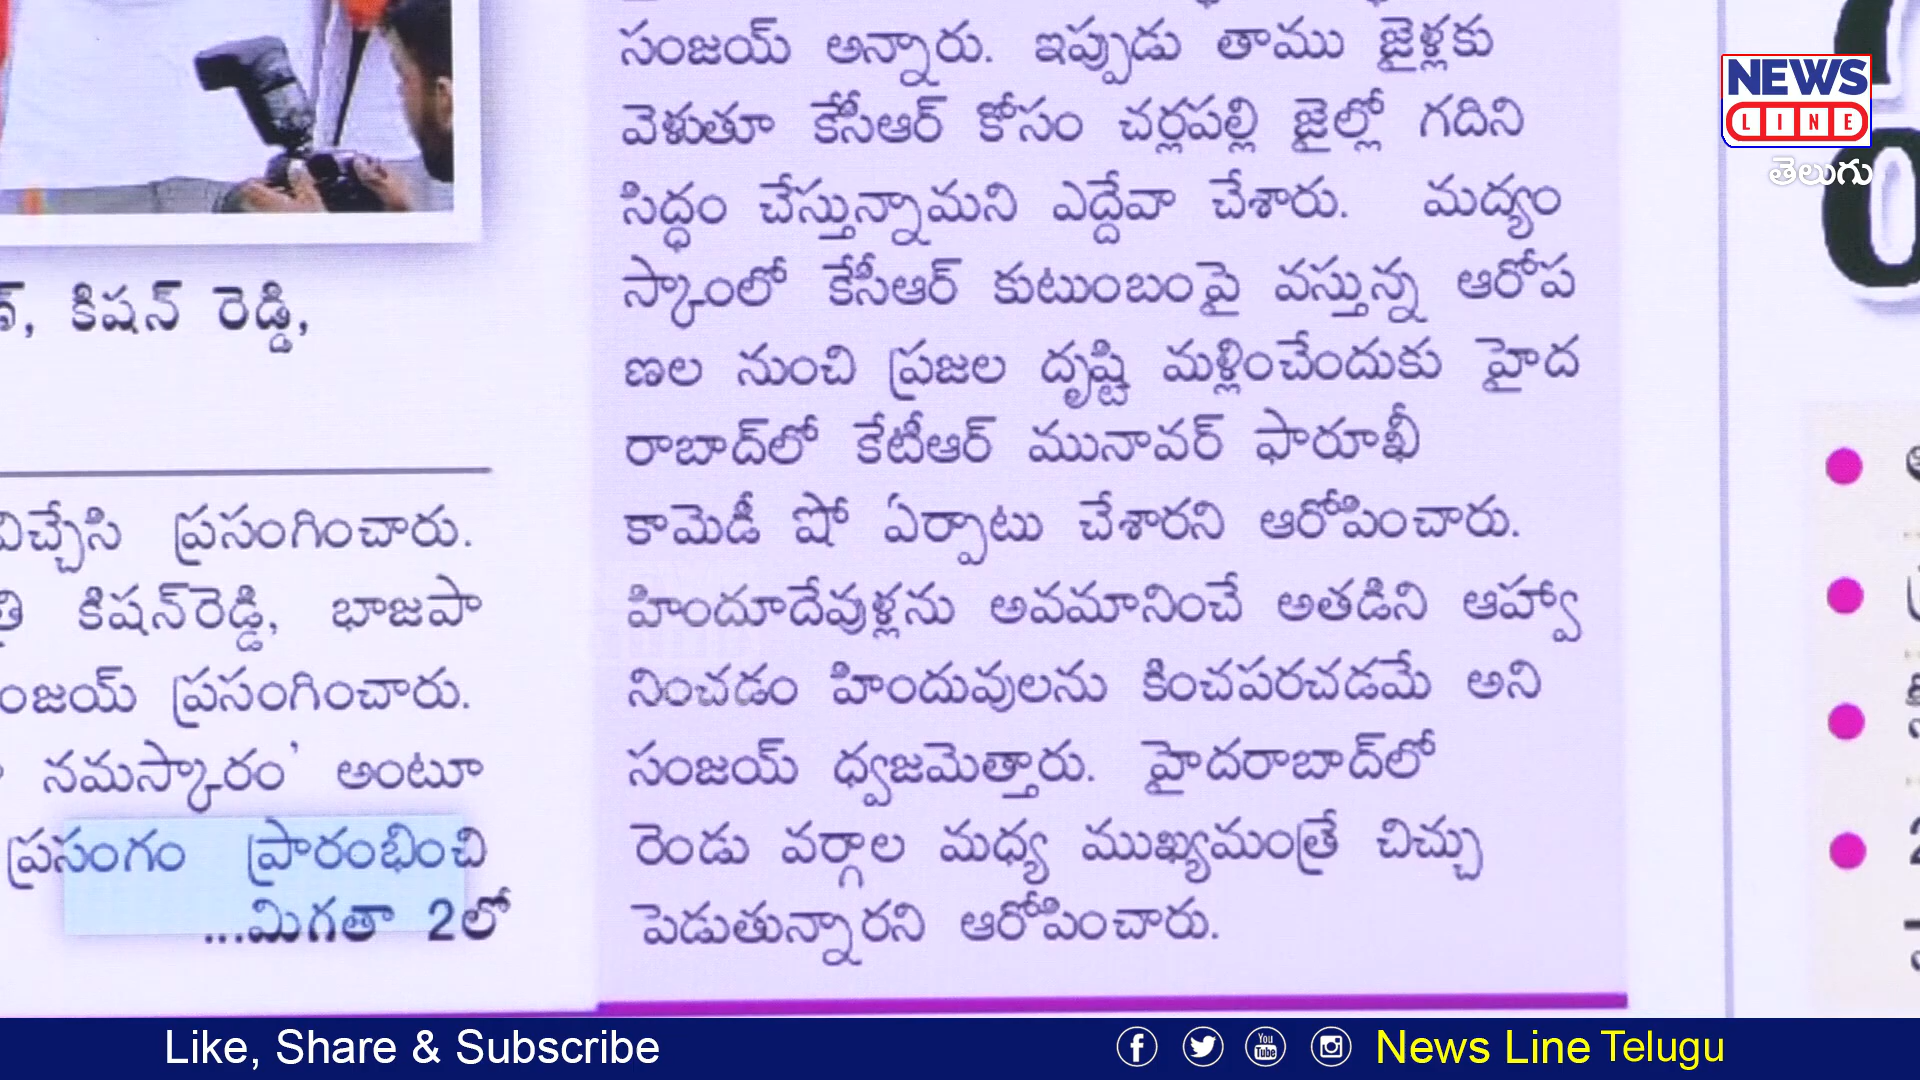 కిషన్ రెడ్డి,
ప్రసంగించారు.
కిషన్‌రెడ్డి, భాజపా
ప్రసంగించారు.
నమస్కారం' అంటూ
ప్రసంగం ప్రారంభించి
...మిగతా 2లో
సంజయ్ అన్నారు. ఇప్పుడు తాము జైళ్లకు
వెళుతూ కేసీఆర్ కోసం చర్లపల్లి జైల్లో గదిని
సిద్ధం చేస్తున్నామని ఎద్దేవా చేశారు. మద్యం
స్కాంలో కేసీఆర్ కుటుంబంపై వస్తున్న ఆరోప
ణల నుంచి ప్రజల దృష్టి మళ్లించేందుకు హైద
రాబాద్‌లో కేటీఆర్ మునావర్ ఫారూఖీ
కామెడీ షో ఏర్పాటు చేశారని ఆరోపించారు.
హిందూదేవుళ్లను అవమానించే అతడిని ఆహ్వా
నించడం హిందువులను కించపరచడమే అని
సంజయ్ ధ్వజమెత్తారు. హైదరాబాద్‌లో
రెండు వర్గాల మధ్య ముఖ్యమంత్రే చిచ్చు
పెడుతున్నారని ఆరోపించారు.
NEWS
LINE
తెలుగు
Like, Share & Subscribe
News Line Telugu